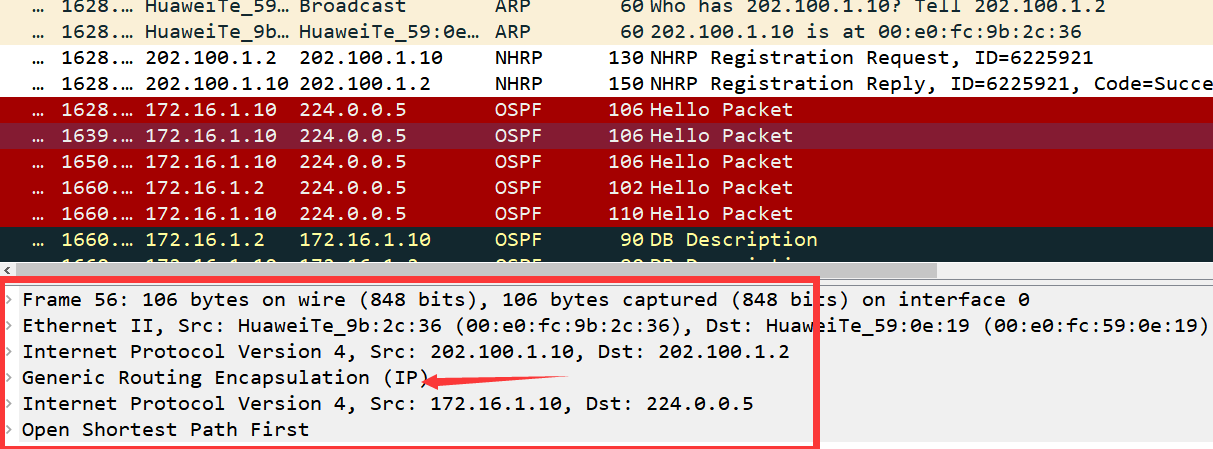 … 1628.… HuaweiTe_59… Broadcast ARP 60 Who has 202.100.1.10? Tell 202.100.1.2
… 1628.… HuaweiTe_9b… HuaweiTe_59:0e… ARP 60 202.100.1.10 is at 00:e0:fc:9b:2c:36
… 1628.… 202.100.1.2 202.100.1.10 NHRP 130 NHRP Registration Request, ID=6225921
… 1628.… 202.100.1.10 202.100.1.2 NHRP 150 NHRP Registration Reply, ID=6225921, Code=Succe
… 1628.… 172.16.1.10 224.0.0.5 OSPF 106 Hello Packet
… 1639.… 172.16.1.10 224.0.0.5 OSPF 106 Hello Packet
… 1650.… 172.16.1.10 224.0.0.5 OSPF 106 Hello Packet
… 1660.… 172.16.1.2 224.0.0.5 OSPF 102 Hello Packet
… 1660.… 172.16.1.10 224.0.0.5 OSPF 110 Hello Packet
… 1660.… 172.16.1.2 172.16.1.10 OSPF 90 DB Description
Frame 56: 106 bytes on wire (848 bits), 106 bytes captured (848 bits) on interface 0
Ethernet II, Src: HuaweiTe_9b:2c:36 (00:e0:fc:9b:2c:36), Dst: HuaweiTe_59:0e:19 (00:e0:fc:59:0e:19)
Internet Protocol Version 4, Src: 202.100.1.10, Dst: 202.100.1.2
Generic Routing Encapsulation (IP)
Internet Protocol Version 4, Src: 172.16.1.10, Dst: 224.0.0.5
Open Shortest Path First